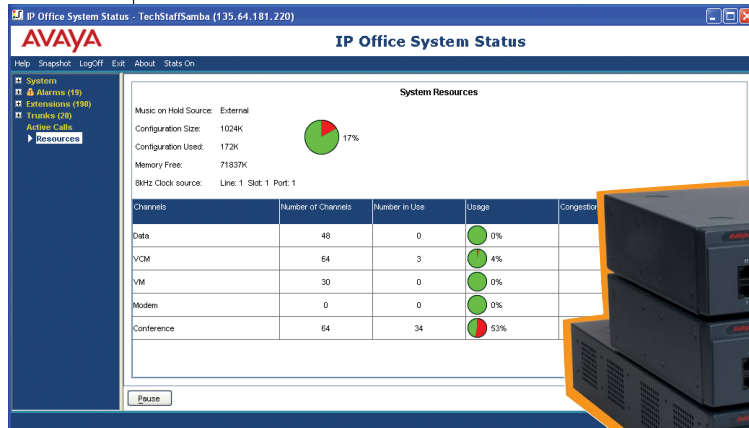 IP Office System Status - TechStaffSamba (135.64.181.220)
AVAYA
IP Office System Status
Help Snapshot LogOff Exit About Stats On
System
Alarms (19)
Extensions (190)
Trunks (20)
Active Calls
Resources
System Resources
Music on Hold Source: External
Configuration Size: 1024K
17%
Configuration Used: 172K
Memory Free: 71837K
8kHz Clock source: Line: 1 Slot: 1 Port: 1
Channels Number of Channels Number in Use Usage Congestion
Data 48 0 0%
VCM 64 3 4%
VM 30 0 0%
Modem 0 0 0%
Conference 64 34 53%
Pause